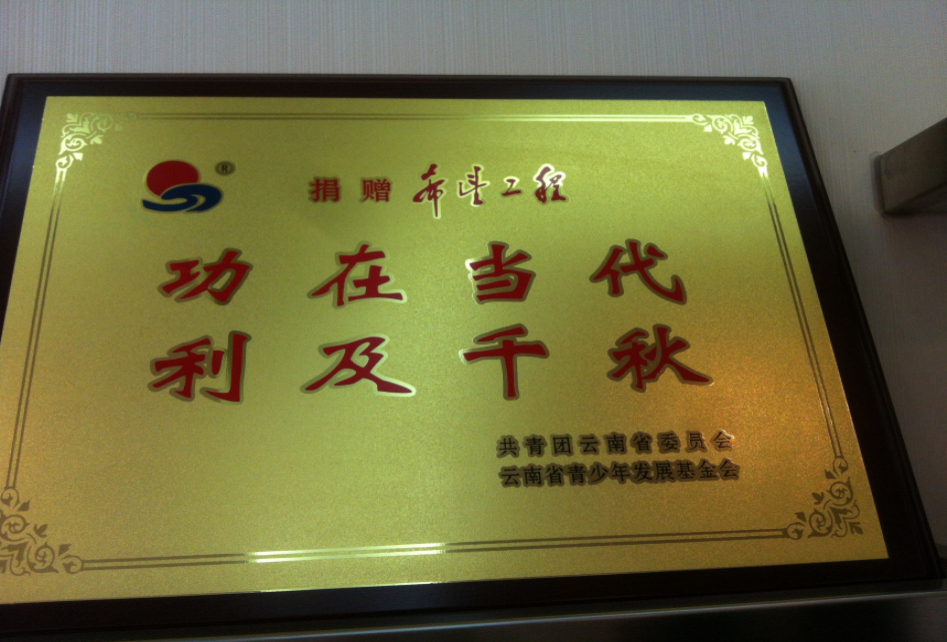 ®
捐赠希望工程
功在当代
利及千秋
共青团云南省委员会
云南省青少年发展基金会